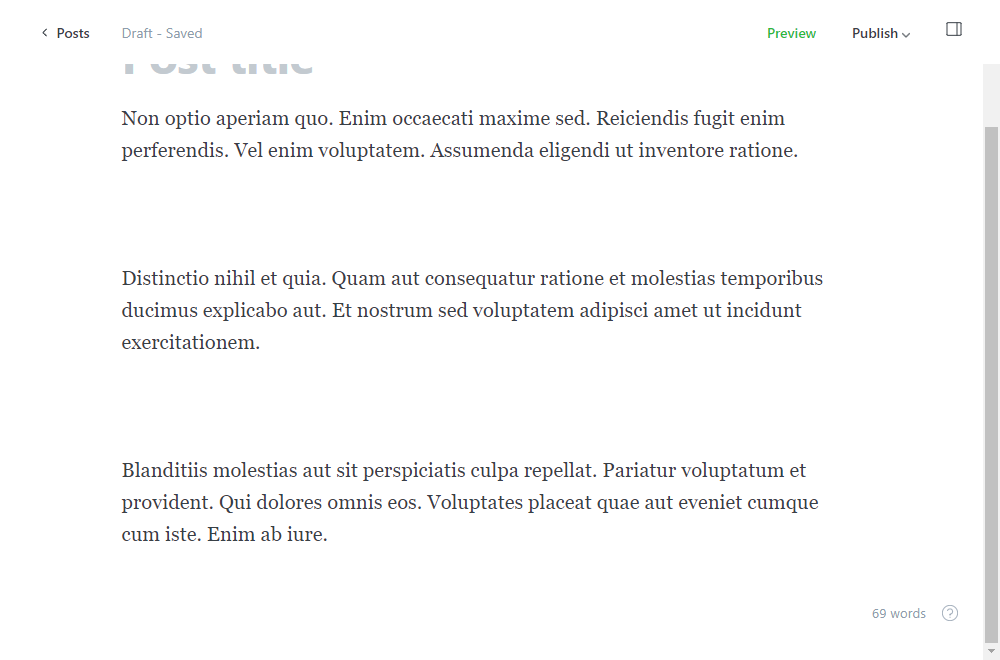 Posts
Draft - Saved
Preview
Publish
Post title
Non optio aperiam quo. Enim occaecati maxime sed. Reiciendis fugit enim
perferendis. Vel enim voluptatem. Assumenda eligendi ut inventore ratione.
Distinctio nihil et quia. Quam aut consequatur ratione et molestias temporibus
ducimus explicabo aut. Et nostrum sed voluptatem adipisci amet ut incidunt
exercitationem.
Blanditiis molestias aut sit perspiciatis culpa repellat. Pariatur voluptatum et
provident. Qui dolores omnis eos. Voluptates placeat quae aut eveniet cumque
cum iste. Enim ab iure.
69 words
?